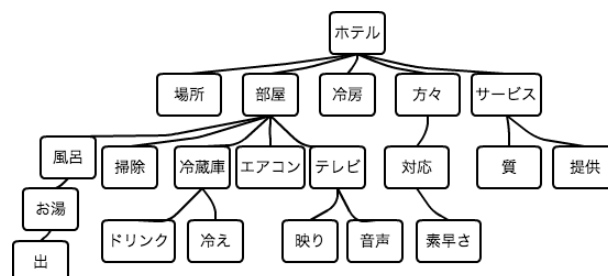 ホテル
場所
部屋
冷房
方々
サービス
風呂
掃除
冷蔵庫
エアコン
テレビ
対応
質
提供
お湯
ドリンク
冷え
映り
音声
素早さ
出